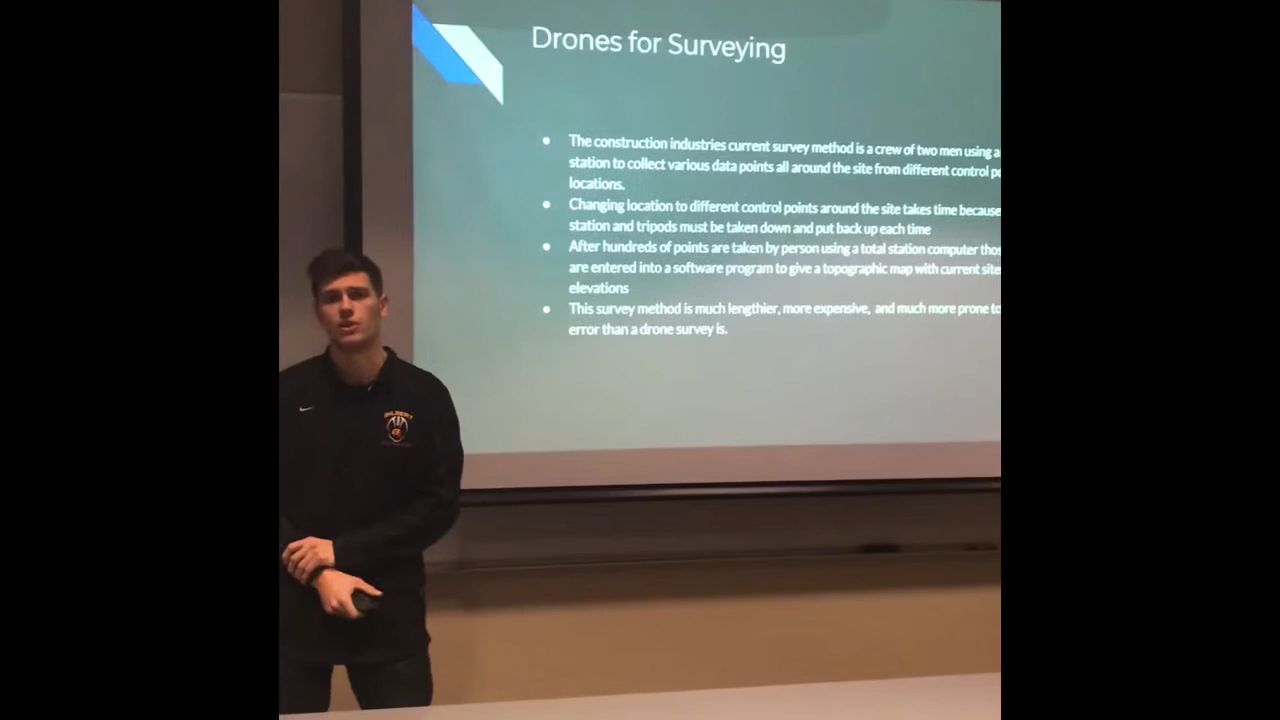 Drones for Surveying
The construction industries current survey method is a crew of two men using a
station to collect various data points all around the site from different control po
locations.
Changing location to different control points around the site takes time because
station and tripods must be taken down and put back up each time
After hundreds of points are taken by person using a total station computer thos
are entered into a software program to give a topographic map with current site
elevations
This survey method is much lengthier, more expensive, and much more prone to
error than a drone survey is.
GILBERT